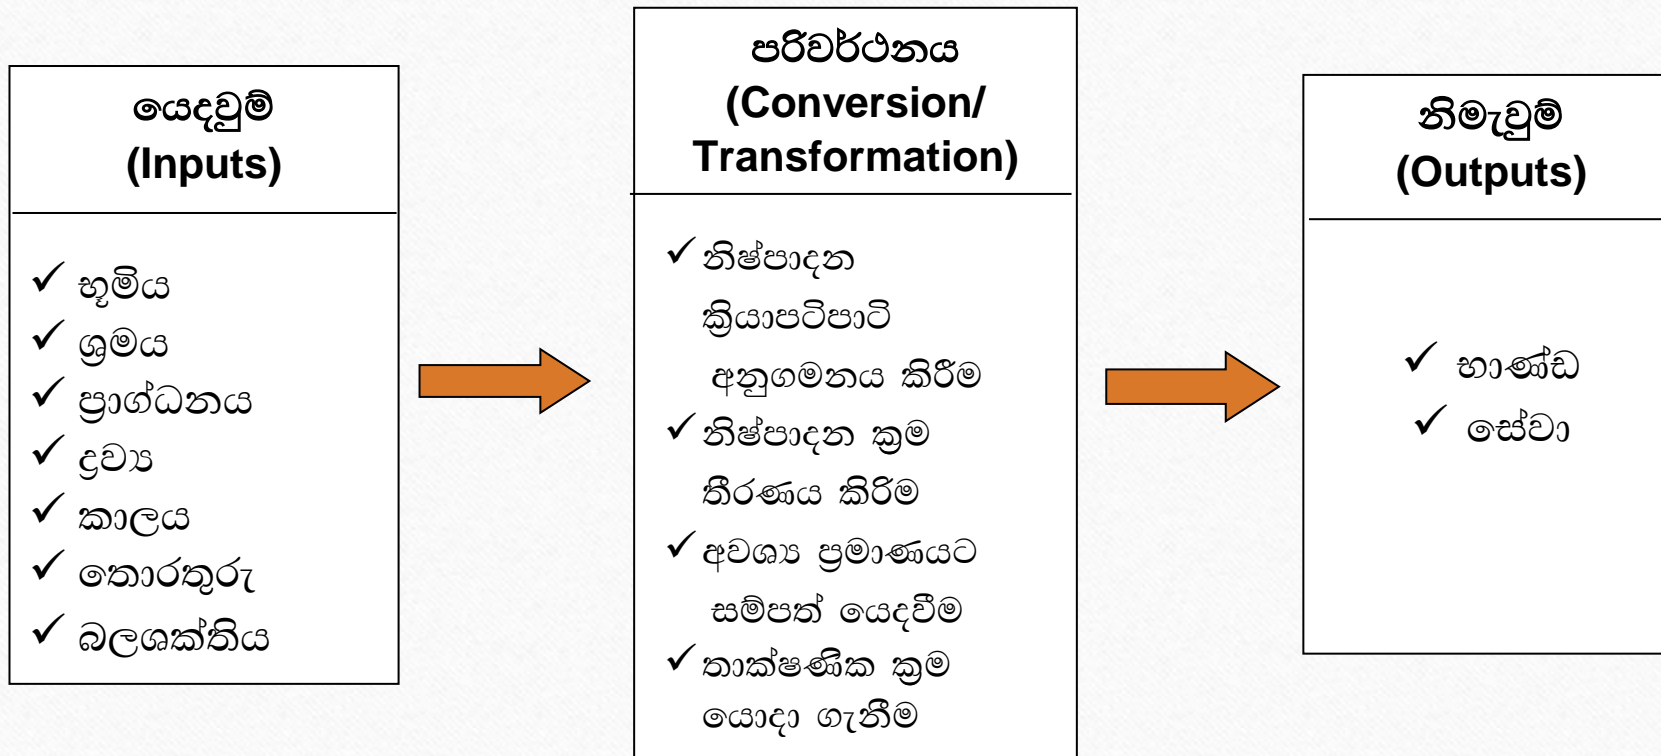 යෙදවුම්
(Inputs)
✓ භූමිය
✓ ශ්‍රමය
✓ ප්‍රාග්ධනය
✓ ද්‍රව්‍ය
✓ කාලය
✓ තොරතුරු
✓ බලශක්තිය
පරිවර්ථනය
(Conversion/
Transformation)
✓ නිෂ්පාදන
ක්‍රියාපටිපාටි
අනුගමනය කිරීම
✓ නිෂ්පාදන ක්‍රම
තීරණය කිරිම
✓ අවශ්‍ය ප්‍රමාණයට
සම්පත් යෙදවීම
✓ තාක්ෂණික ක්‍රම
යොදා ගැනීම
නිමැවුම්
(Outputs)
✓ භාණ්ඩ
✓ සේවා